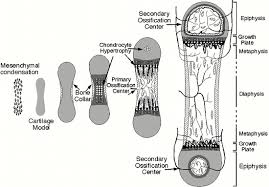 Mesenchymal
condensation
Cartilage
Model
Bone
Collar
Chondrocyte
Hypertrophy
Primary
Ossification
Center
Secondary
Ossification
Center
Secondary
Ossification
Center
Epiphysis
Growth
Plate
Metaphysis
Diaphysis
Metaphysis
Growth
Plate
Epiphysis